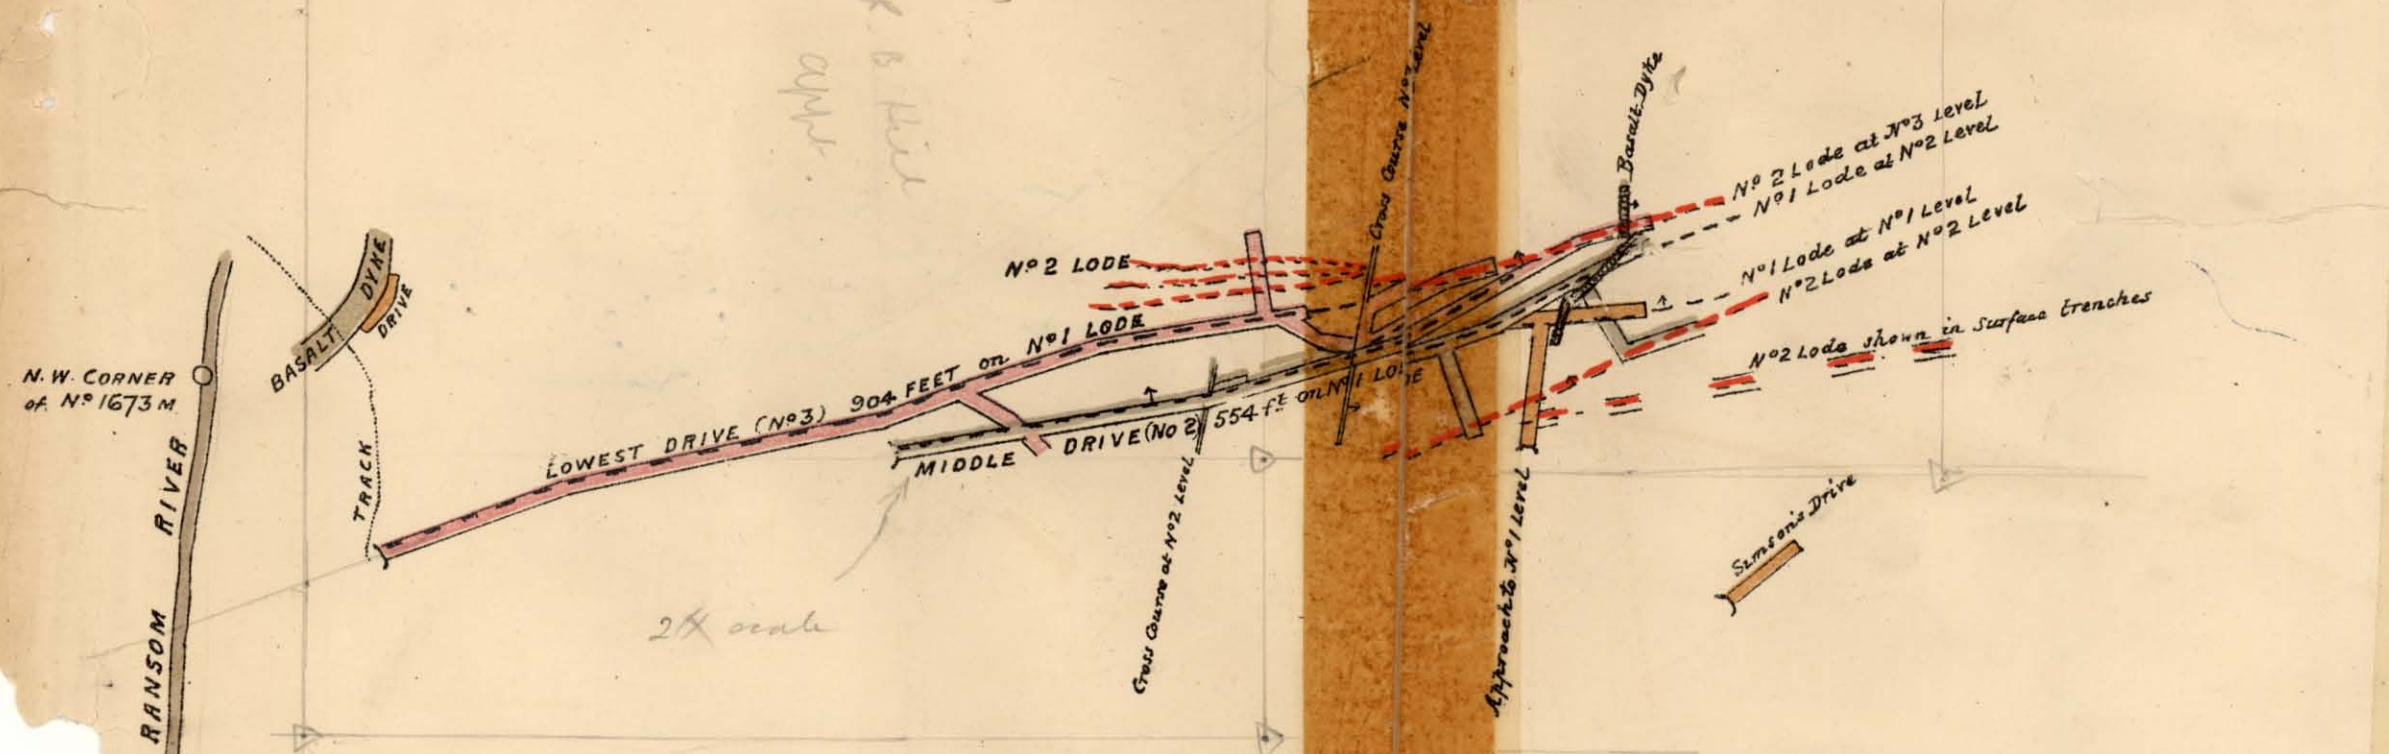 N. W. CORNER
of Nº 1673 M
RANSOM RIVER
BASALT DYKE
DRIVE
TRACK
LOWEST DRIVE (Nº3) 904 FEET on Nº1 LODE
Nº 2 LODE
MIDDLE DRIVE (No 2) 554 ft on Nº1 LODE
2X scale
appt.
Cross Course at Nº2 Level
Cross Course Nº Level
Approach to Nº1 Level
Basalt Dyke
Nº 2 Lode at Nº3 Level
Nº1 Lode at Nº2 Level
Nº1 Lode at Nº1 Level
Nº2 Lode at Nº2 Level
Nº2 Lode shown in Surface trenches
Simson's Drive